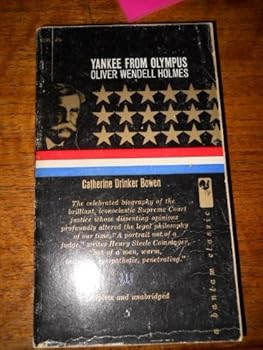 YANKEE FROM OLYMPUS
OLIVER WENDELL HOLMES
Catherine Drinker Bowen
The celebrated biography of the
brilliant, iconoclastic Supreme Court
justice whose dissenting opinions
profoundly altered the legal philosophy
of our time. "A portrait not of a
judge," writes Henry Steele Commager,
"but of a man, warm,
sympathetic, penetrating."
complete and unabridged
a bantam classic